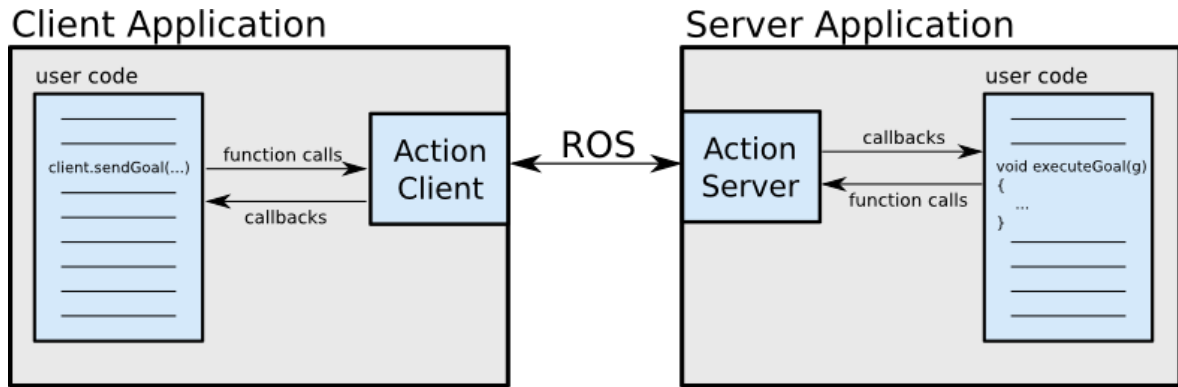 Client Application
user code
client.sendGoal(...)
function calls
callbacks
Action
Client
ROS
Server Application
Action
Server
callbacks
function calls
user code
void executeGoal(g)
{
...
}